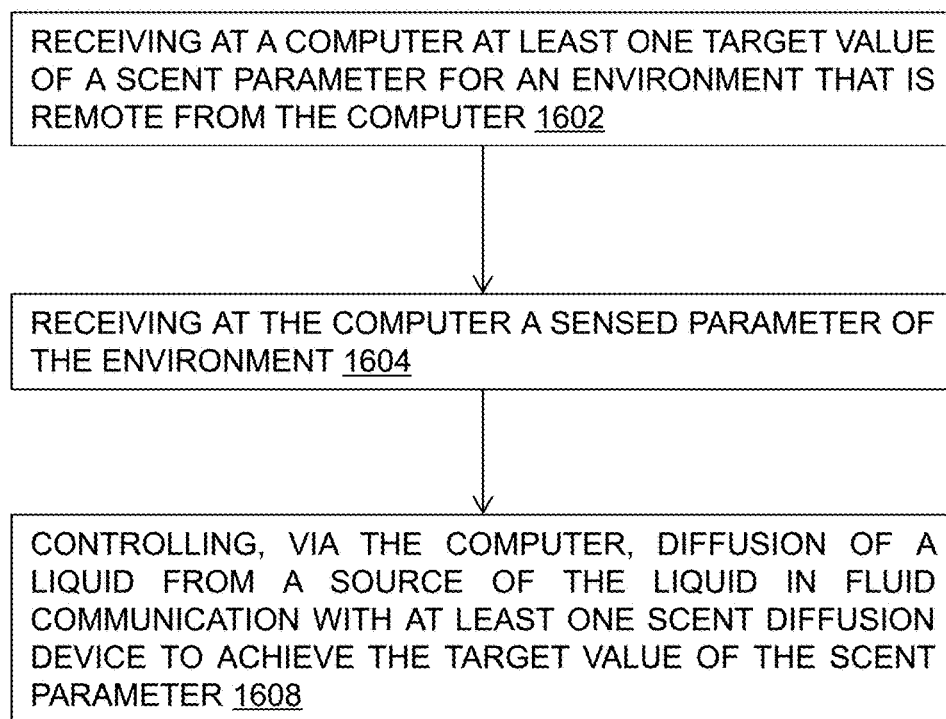 RECEIVING AT A COMPUTER AT LEAST ONE TARGET VALUE
OF A SCENT PARAMETER FOR AN ENVIRONMENT THAT IS
REMOTE FROM THE COMPUTER 1602
RECEIVING AT THE COMPUTER A SENSED PARAMETER OF
THE ENVIRONMENT 1604
CONTROLLING, VIA THE COMPUTER, DIFFUSION OF A
LIQUID FROM A SOURCE OF THE LIQUID IN FLUID
COMMUNICATION WITH AT LEAST ONE SCENT DIFFUSION
DEVICE TO ACHIEVE THE TARGET VALUE OF THE SCENT
PARAMETER 1608